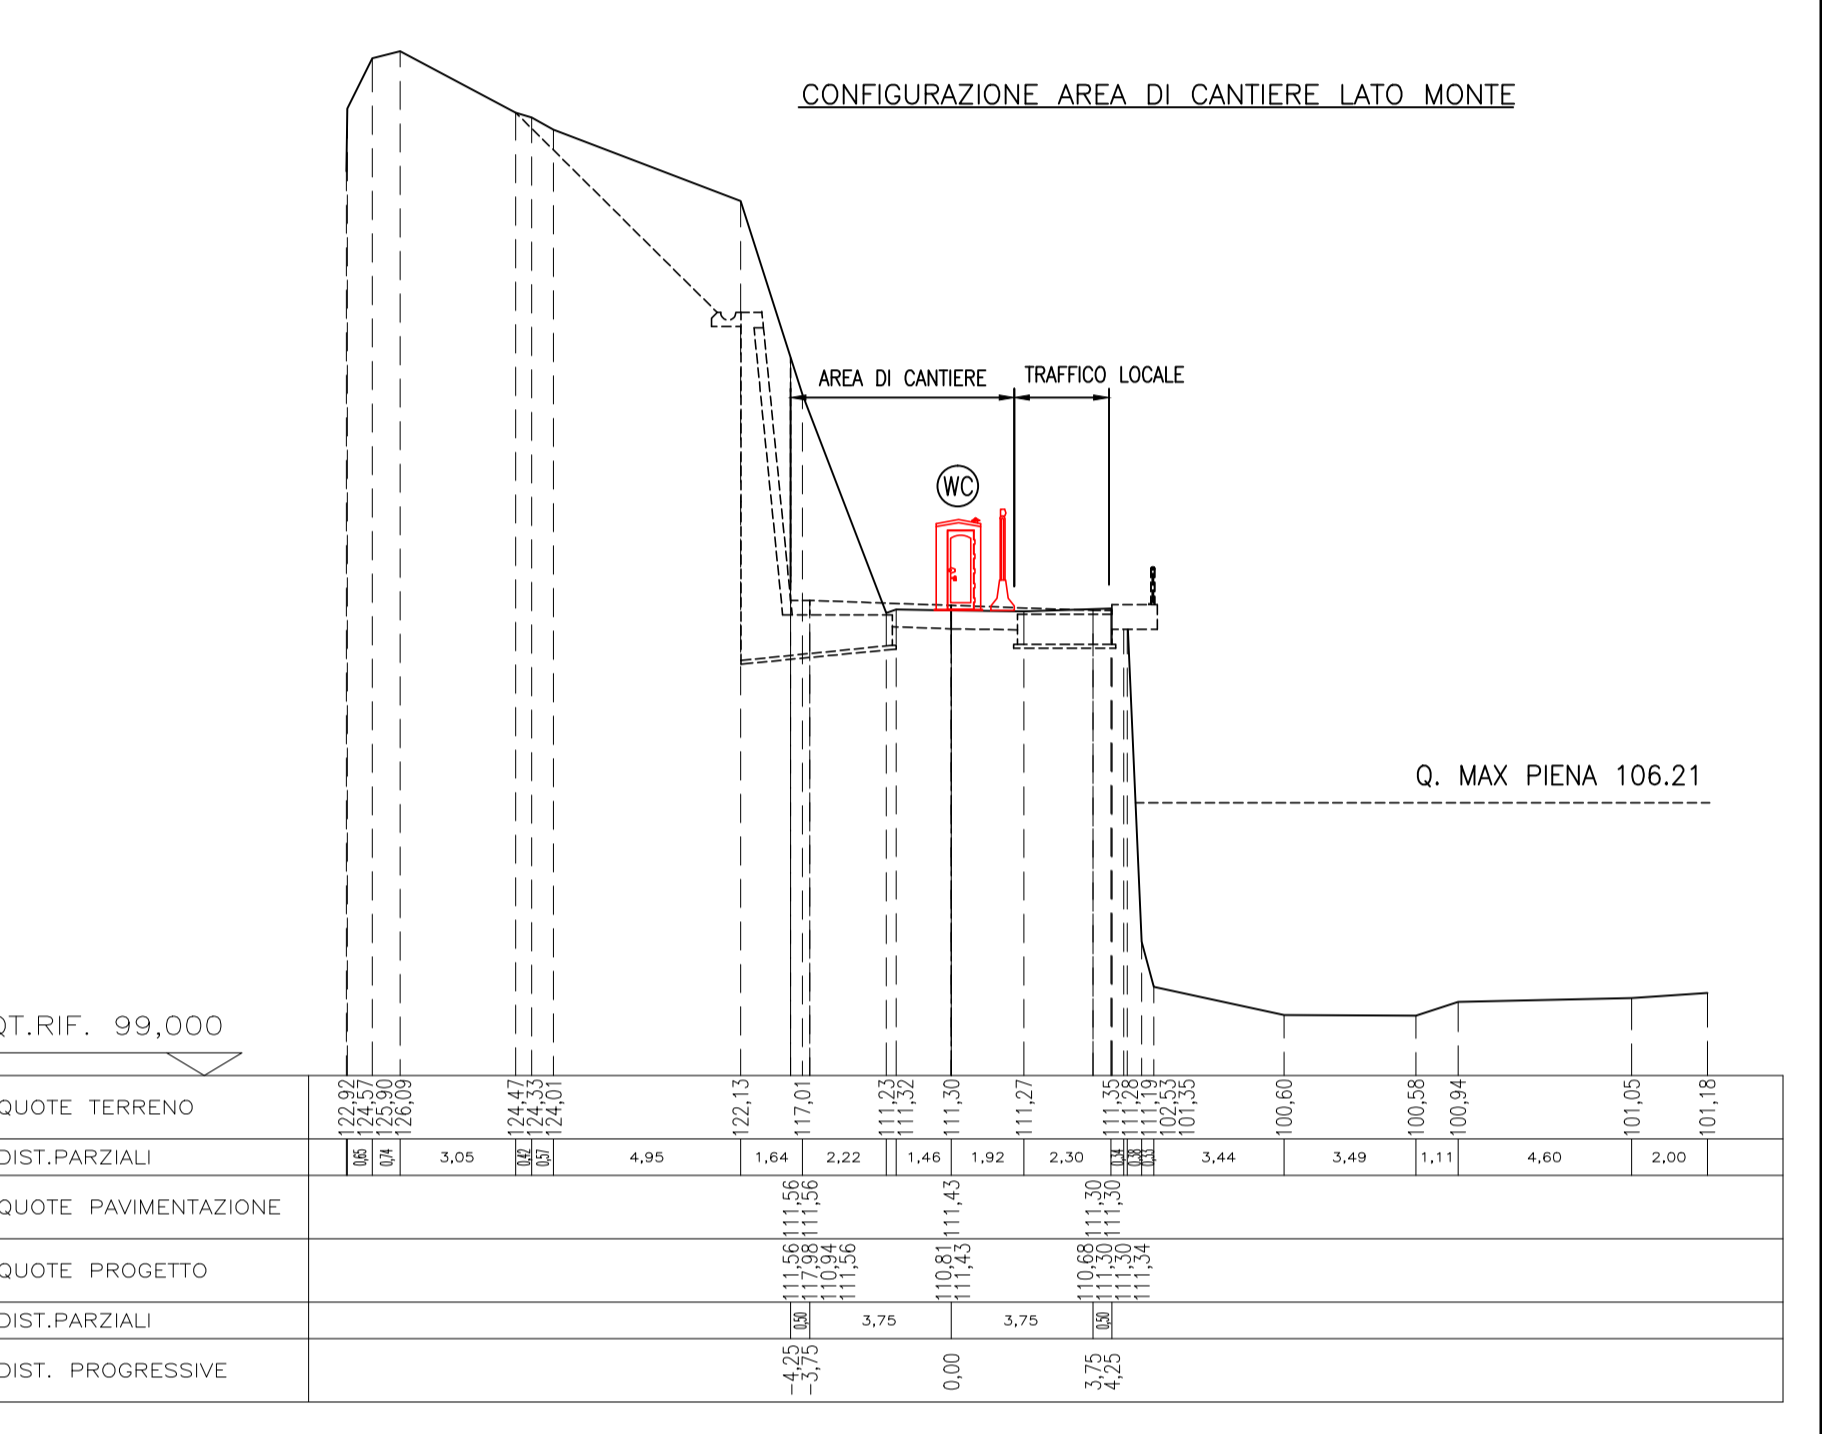 CONFIGURAZIONE AREA DI CANTIERE LATO MONTE
AREA DI CANTIERE TRAFFICO LOCALE
WC
Q. MAX PIENA 106.21
QT.RIF. 99,000
QUOTE TERRENO 122,92 124,57 125,90 126,09 124,47 124,33 124,01 122,13 117,01 111,23 111,32 111,30 111,27 111,35 111,28 111,19 102,53 101,35 100,60 100,58 100,94 101,05 101,18
DIST.PARZIALI 0,65 0,74 3,05 0,42 0,57 4,95 1,64 2,22 1,46 1,92 2,30 0,34 0,38 0,33 3,44 3,49 1,11 4,60 2,00
QUOTE PAVIMENTAZIONE 111,56 111,56 111,43 111,30 111,30
QUOTE PROGETTO 111,56 117,98 110,94 111,56 110,81 111,43 110,68 111,30 111,30 111,34
DIST.PARZIALI 0,50 3,75 3,75 0,50
DIST. PROGRESSIVE -4,25 -3,75 0,00 3,75 4,25